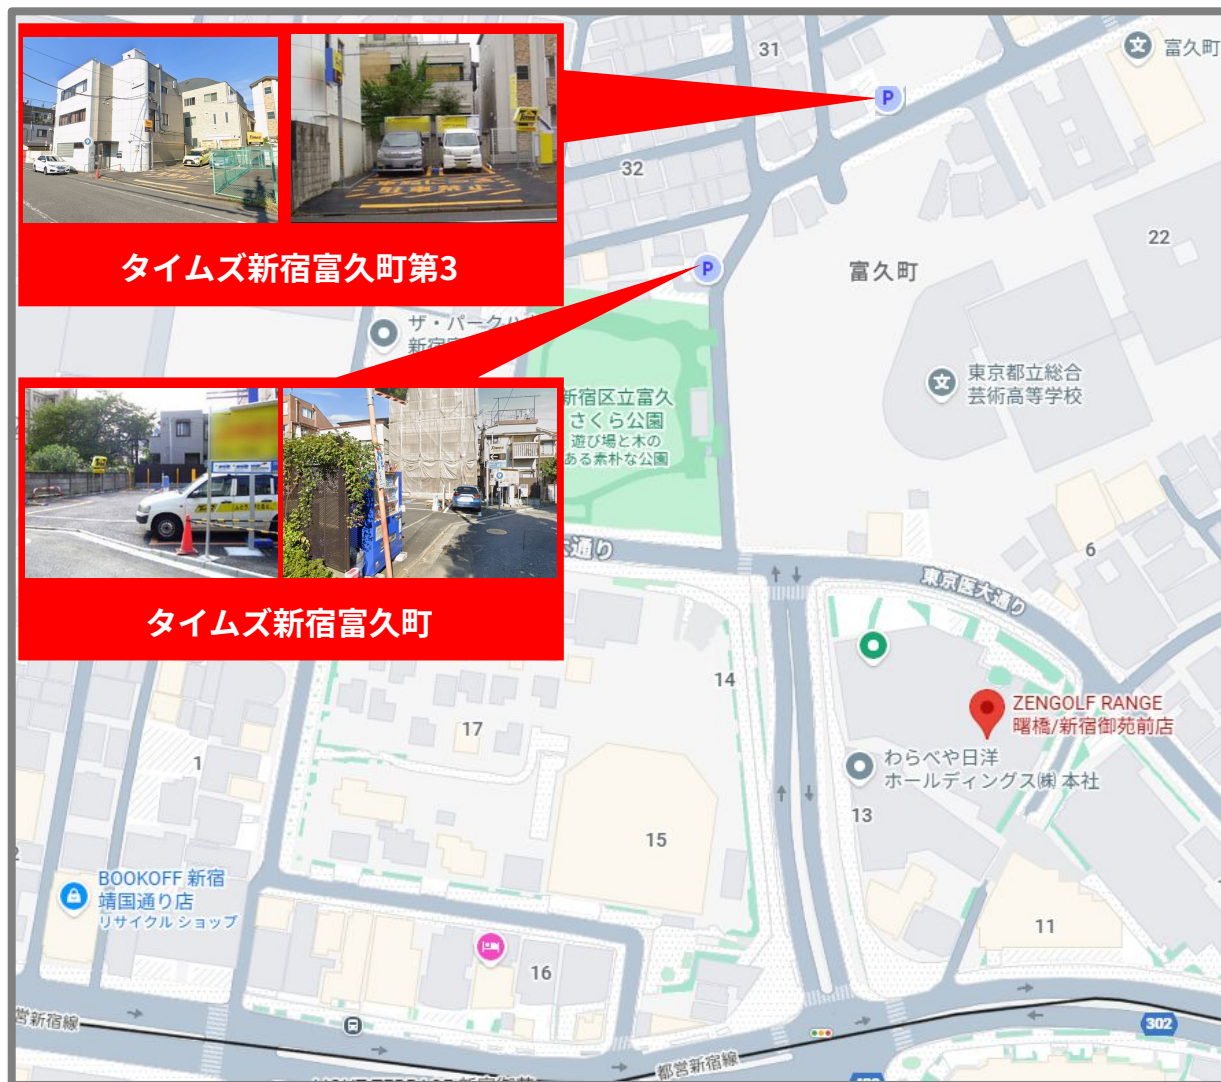 31
文
富久町
P
32
22
P
富久町
駐車禁止
Times
タイムズ新宿富久町第3
ザ・パークハ
東京都立総合
芸術高等学校
文
新宿区立富久
さくら公園
遊び場と木の
ある素朴な公園
通り
東京医大通り
6
タイムズ新宿富久町
14
17
1
ZENGOLF RANGE
曙橋/新宿御苑前店
わらべや日洋
ホールディングス㈱ 本社
13
15
BOOKOFF 新宿
靖国通り店
リサイクル ショップ
11
16
営新宿線
302
都営新宿線